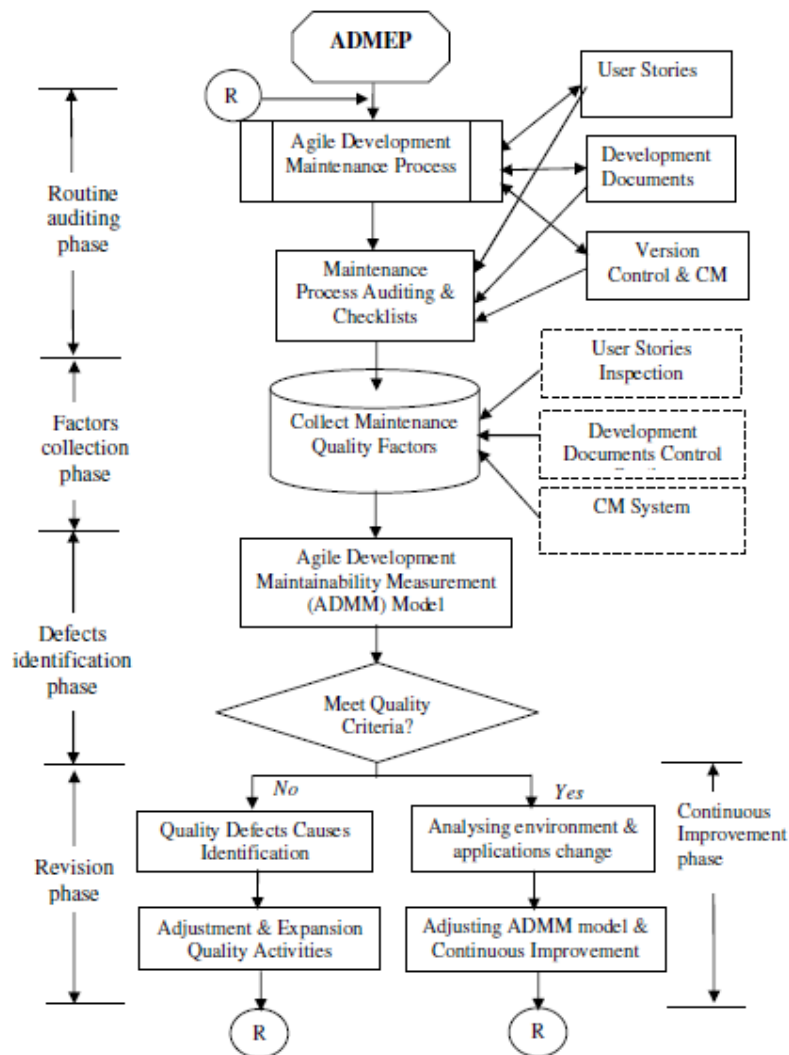 ADMEP
R
User Stories
Agile Development
Maintenance Process
Development
Documents
Routine
auditing
phase
Version
Control & CM
Maintenance
Process Auditing &
Checklists
User Stories
Inspection
Factors
collection
phase
Collect Maintenance
Quality Factors
Development
Documents Control
CM System
Agile Development
Maintainability Measurement
(ADMM) Model
Defects
identification
phase
Meet Quality
Criteria?
No
Yes
Quality Defects Causes
Identification
Analysing environment &
applications change
Continuous
Improvement
phase
Revision
phase
Adjustment & Expansion
Quality Activities
Adjusting ADMM model &
Continuous Improvement
R
R